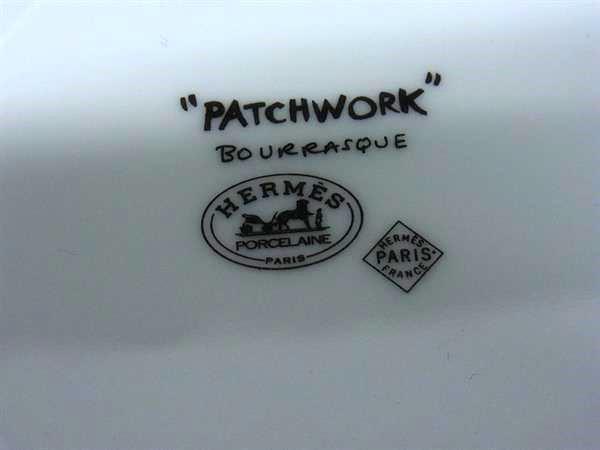 "PATCHWORK"
BOURRASQUE
HERMÈS
PORCELAINE
PARIS
HERMÈS
PARIS
FRANCE